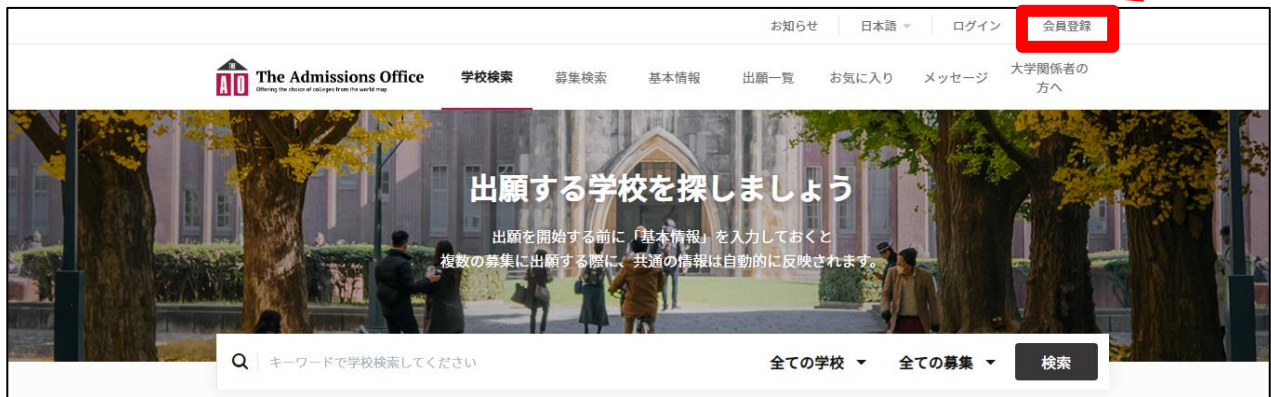 お知らせ 日本語 ログイン 会員登録
The Admissions Office 学校検索 募集検索 基本情報 出願一覧 お気に入り メッセージ 大学関係者の
方へ
AO Offering the choice of colleges from the world map
出願する学校を探しましょう
出願を開始する前に「基本情報」を入力しておくと
複数の募集に出願する際に、共通の情報は自動的に反映されます。
キーワードで学校検索してください 全ての学校 全ての募集 検索